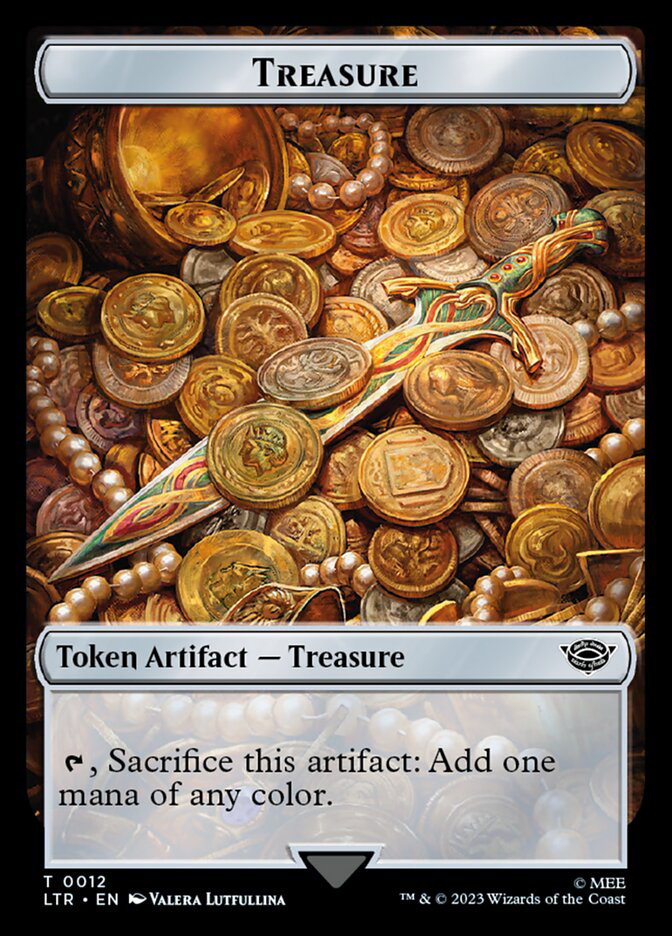 TREASURE
Token Artifact — Treasure
, Sacrifice this artifact: Add one
mana of any color.
T 0012
LTR • EN VALERA LUTFULLINA
© MEE
™ & © 2023 Wizards of the Coast